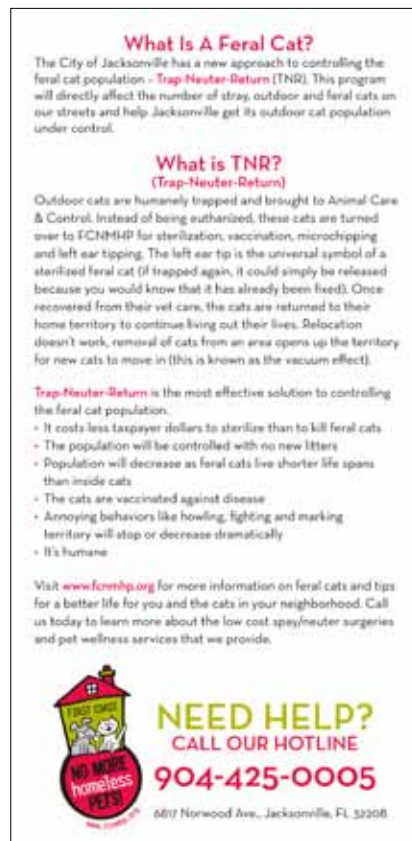 What Is A Feral Cat?
The City of Jacksonville has a new approach to controlling the
feral cat population - Trap-Neuter-Return (TNR). This program
will directly affect the number of stray, outdoor and feral cats on
our streets and help Jacksonville get its outdoor cat population
under control.
What is TNR?
(Trap-Neuter-Return)
Outdoor cats are humanely trapped and brought to Animal Care
& Control. Instead of being euthanized, these cats are turned
over to FCNMHP for sterilization, vaccination, microchipping
and left ear tipping. The left ear tip is the universal symbol of a
sterilized feral cat (if trapped again, it could simply be released
because you would know that it has already been fixed). Once
recovered from their vet care, the cats are returned to their
home territory to continue living out their lives. Relocation
doesn't work, removal of cats from an area opens up the territory
for new cats to move in (this is known as the vacuum effect).
Trap-Neuter-Return is the most effective solution to controlling
the feral cat population.
• It costs less taxpayer dollars to sterilize than to kill feral cats
• The population will be controlled with no new litters
• Population will decrease as feral cats live shorter life spans
than inside cats
• The cats are vaccinated against disease
• Annoying behaviors like howling, fighting and marking
territory will stop or decrease dramatically
• It's humane
Visit www.fcnmhp.org for more information on feral cats and tips
for a better life for you and the cats in your neighborhood. Call
us today to learn more about the low cost spay/neuter surgeries
and pet wellness services that we provide.
FIRST COAST
NO MORE
homeless
PETS!
www.fcnmhp.org
NEED HELP?
CALL OUR HOTLINE
904-425-0005
6817 Norwood Ave., Jacksonville, FL 32208